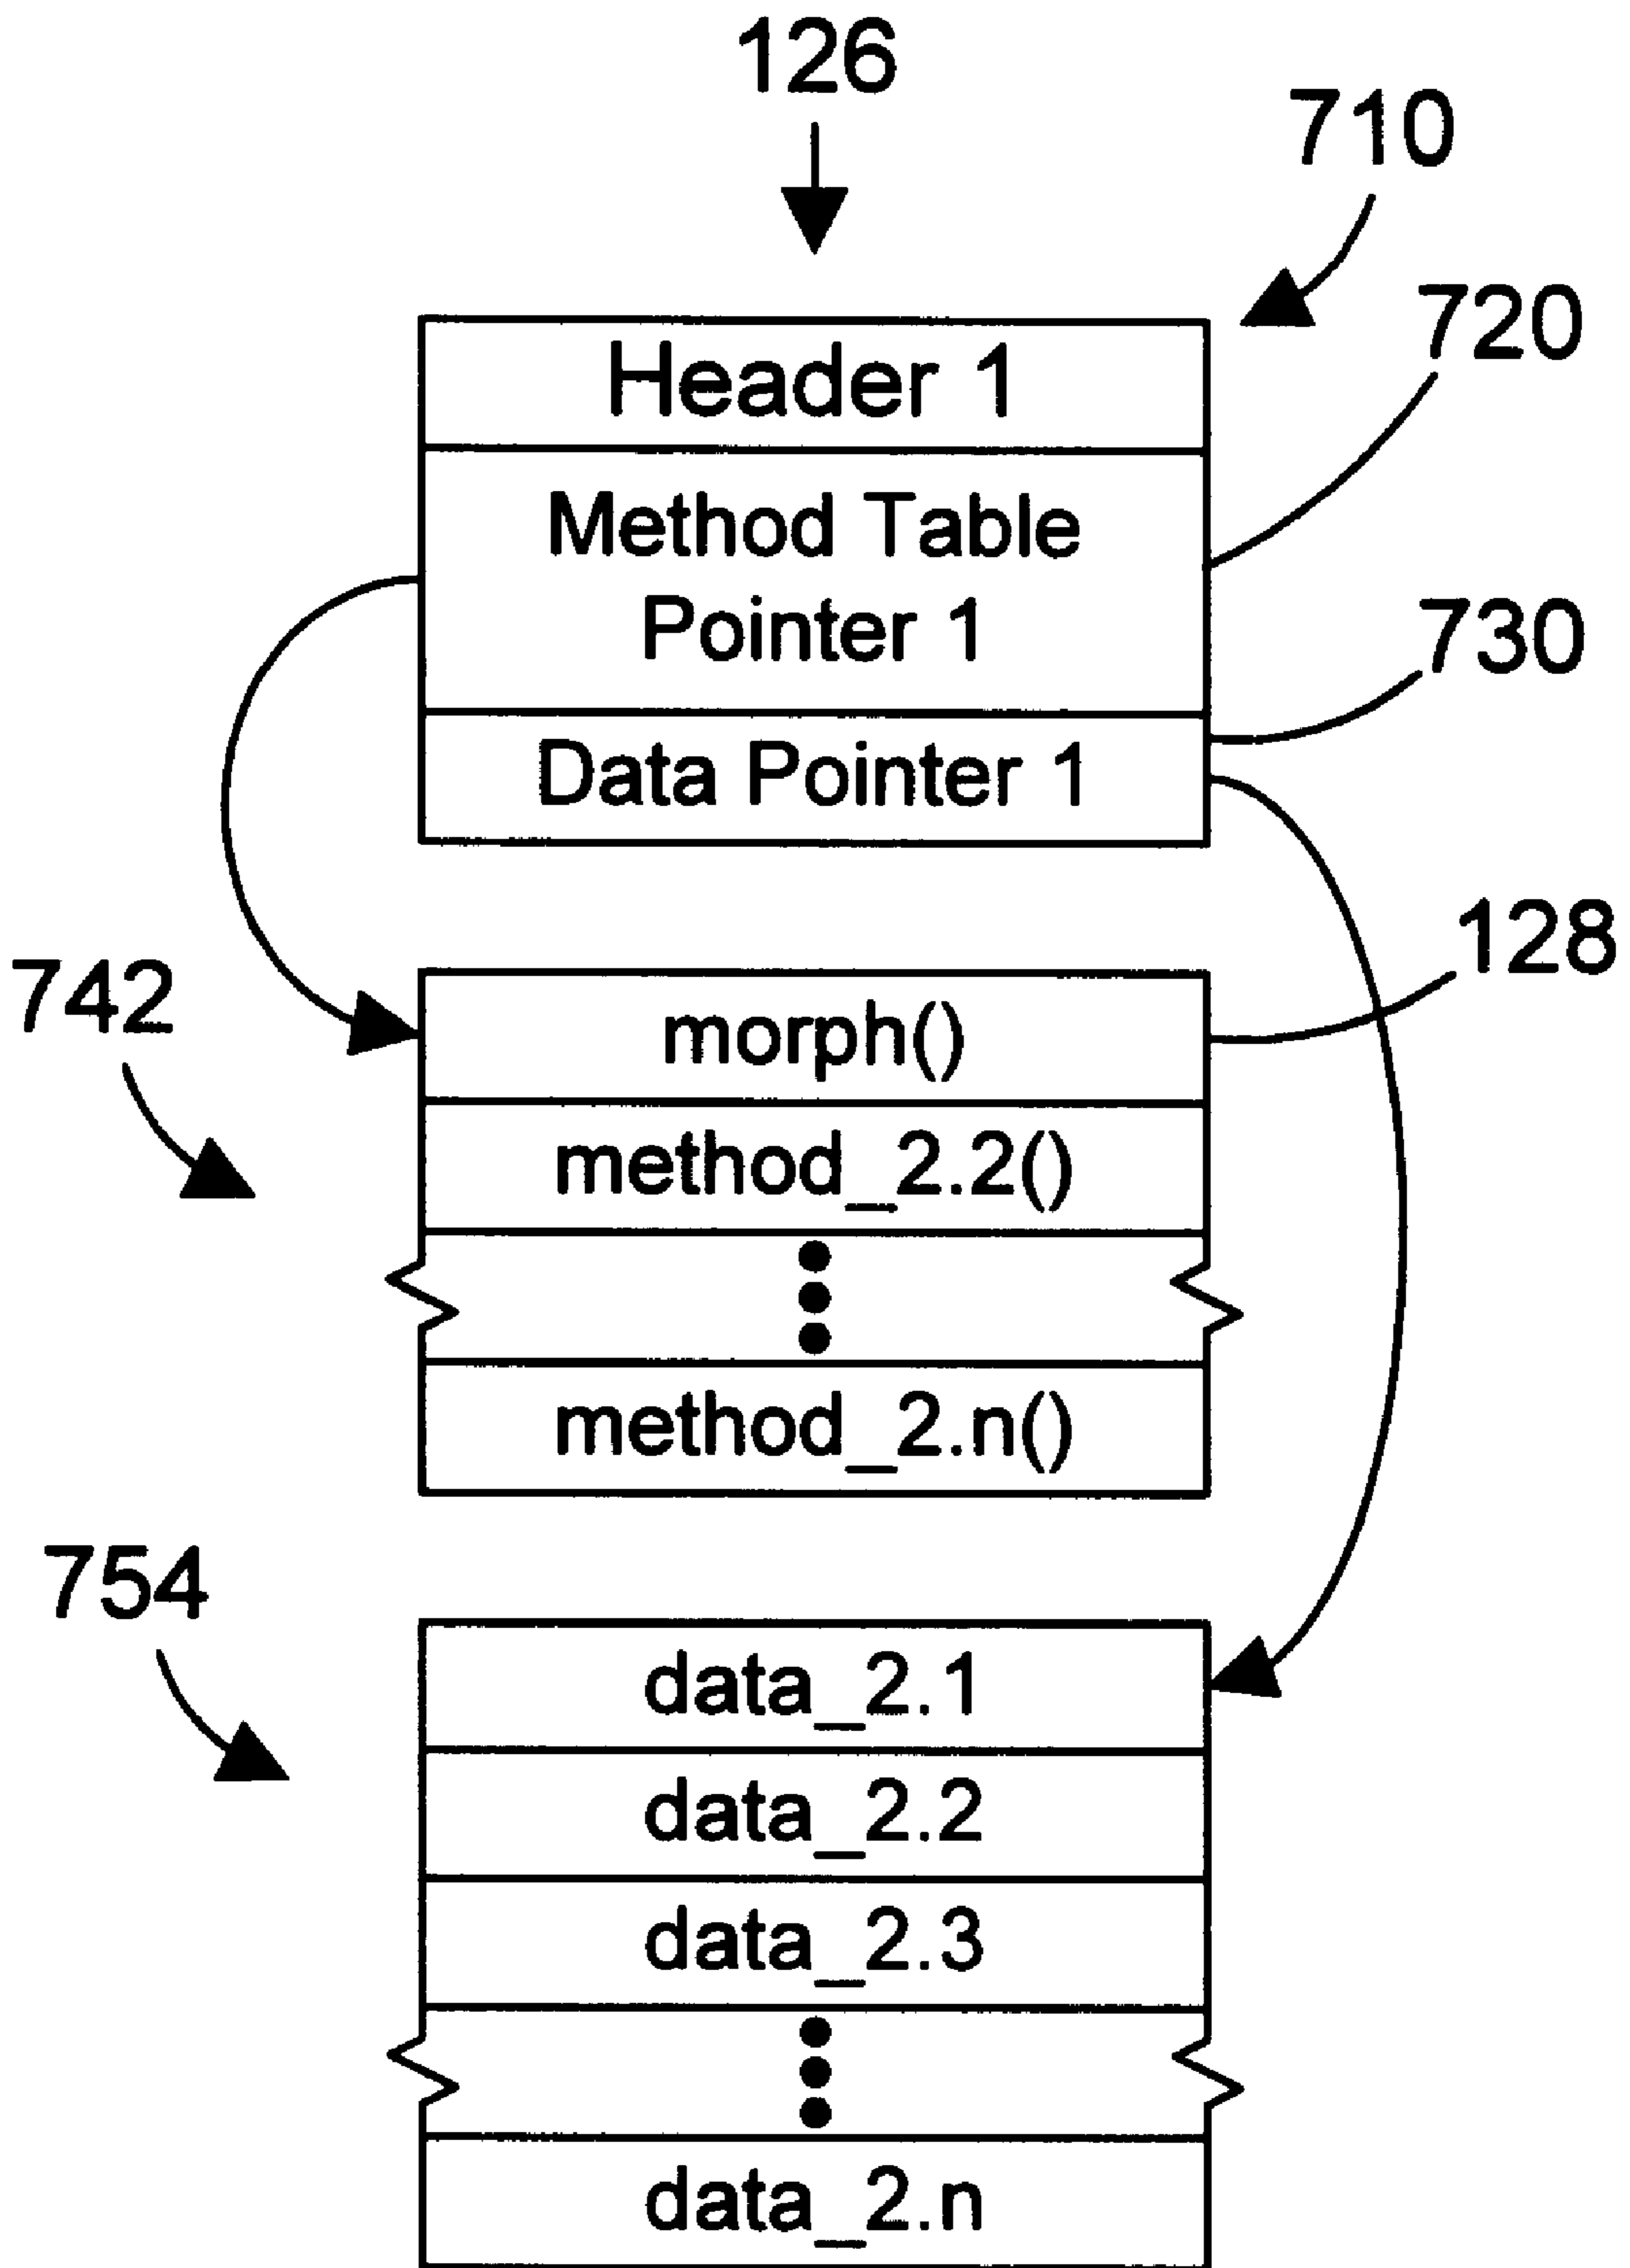 126
710
Header 1
720
Method Table
Pointer 1
730
Data Pointer 1
128
742
morph()
method_2.2()
method_2.n()
754
data_2.1
data_2.2
data_2.3
data_2.n